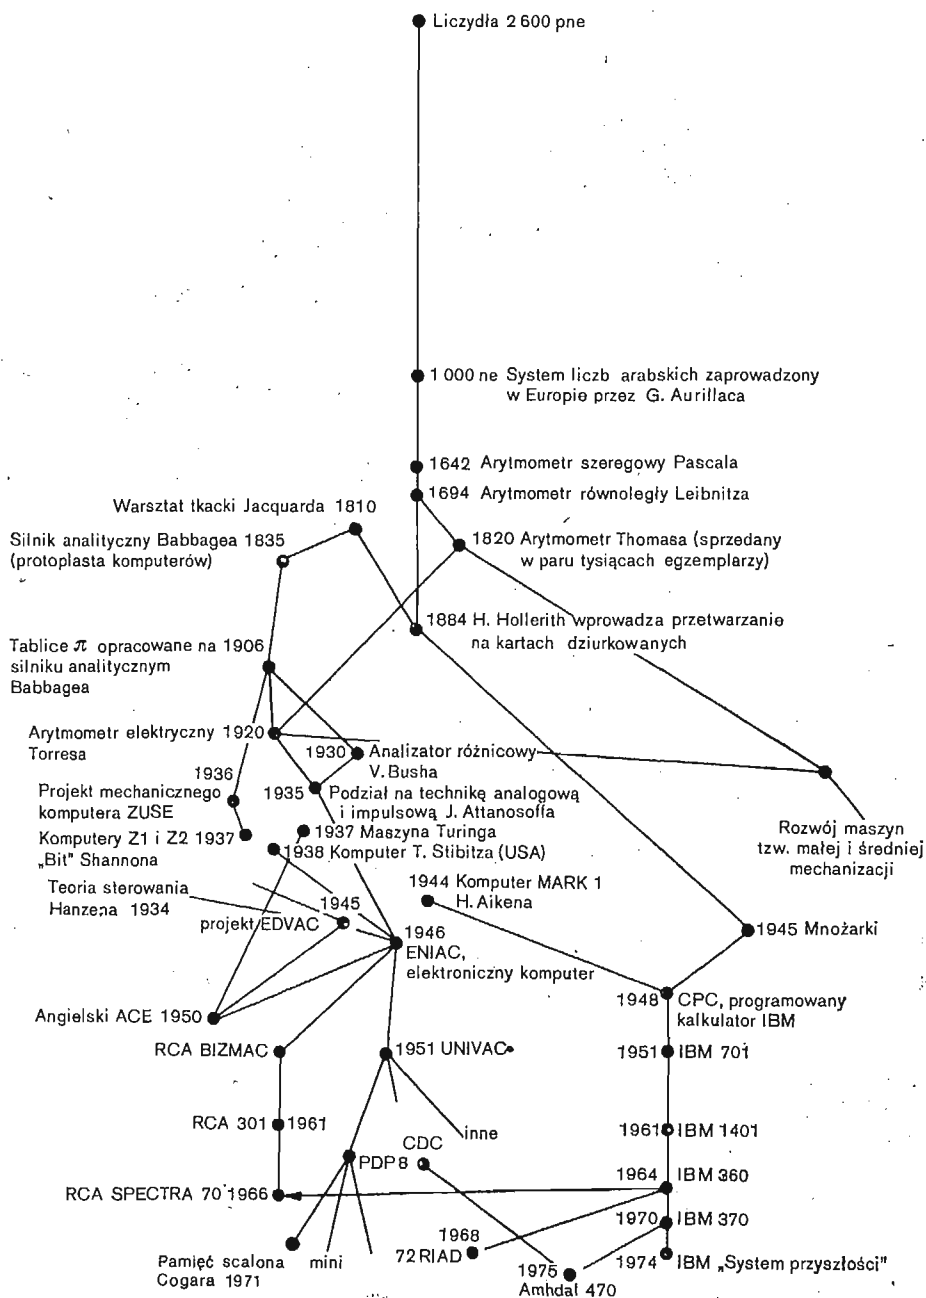 Liczydła 2 600 pne
1 000 ne System liczb arabskich zaprowadzony
w Europie przez G. Aurillaca
1642 Arytmometr szeregowy Pascala
1694 Arytmometr równoległy Leibnitza
Warsztat tkacki Jacquarda 1810
Silnik analityczny Babbagea 1835
(protoplasta komputerów)
1820 Arytmometr Thomasa (sprzedany
w paru tysiącach egzemplarzy)
1884 H. Hollerith wprowadza przetwarzanie
na kartach dziurkowanych
Tablice π opracowane na 1906
silniku analitycznym
Babbagea
Arytmometr elektryczny 1920
Torresa
1930 Analizator różnicowy
V. Busha
1936
Projekt mechanicznego
komputera ZUSE
1935 Podział na technikę analogową
i impulsową J. Attanosoffa
Komputery Z1 i Z2 1937
„Bit” Shannona
1937 Maszyna Turinga
1938 Komputer T. Stibitza (USA)
Rozwój maszyn
tzw. małej i średniej
mechanizacji
Teoria sterowania
Hanzena 1934
1945
projekt EDVAC
1944 Komputer MARK 1
H. Aikena
1946
ENIAC,
elektroniczny komputer
1945 Mnożarki
Angielski ACE 1950
1948 CPC, programowany
kalkulator IBM
RCA BIZMAC
1951 UNIVAC
1951 IBM 701
RCA 301 1961
inne
1961 IBM 1401
CDC
PDP 8
1964 IBM 360
RCA SPECTRA 70 1966
1970 IBM 370
1968
72 RIAD
Pamięć scalona
Cogara 1971
mini
1974 IBM „System przyszłości”
1975
Amhdal 470